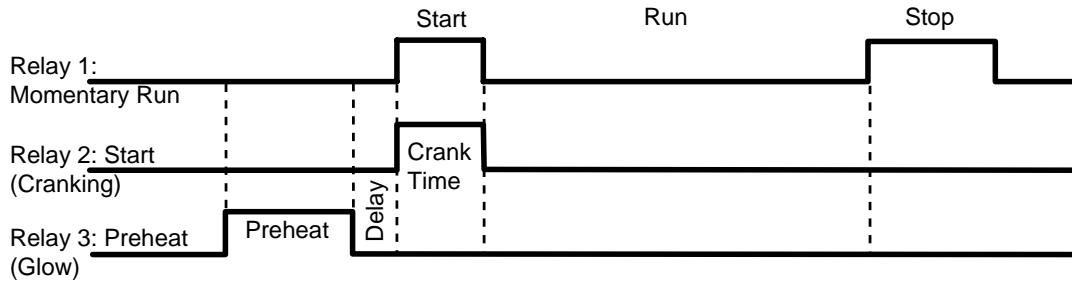 Start
Run
Stop
Relay 1:
Momentary Run
Relay 2: Start
(Cranking)
Crank
Time
Delay
Relay 3: Preheat
(Glow)
Preheat